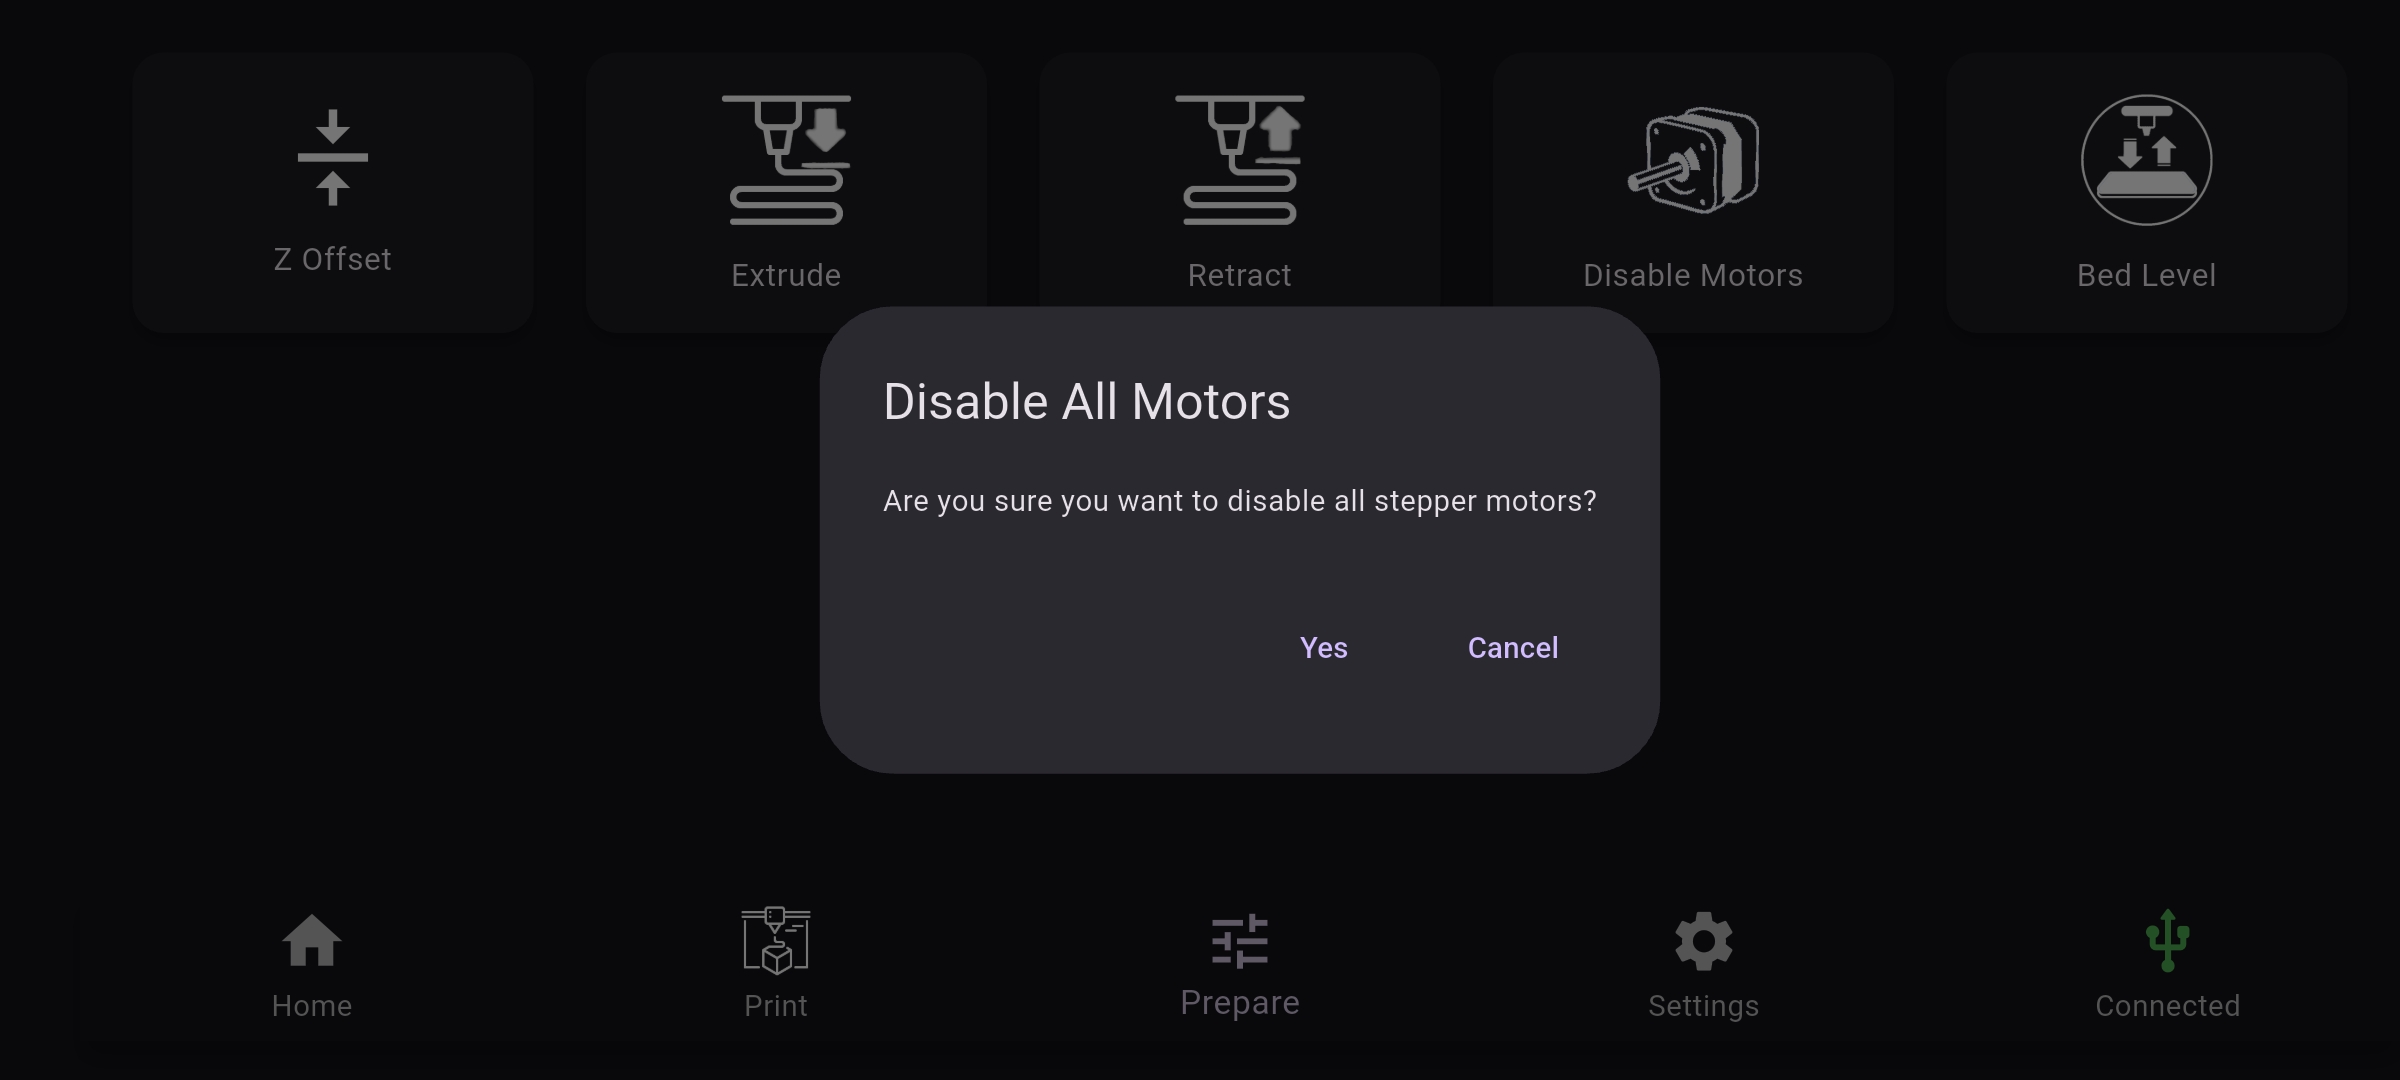 Z Offset
Extrude
Retract
Disable Motors
Bed Level
Disable All Motors
Are you sure you want to disable all stepper motors?
Yes
Cancel
Home
Print
Prepare
Settings
Connected